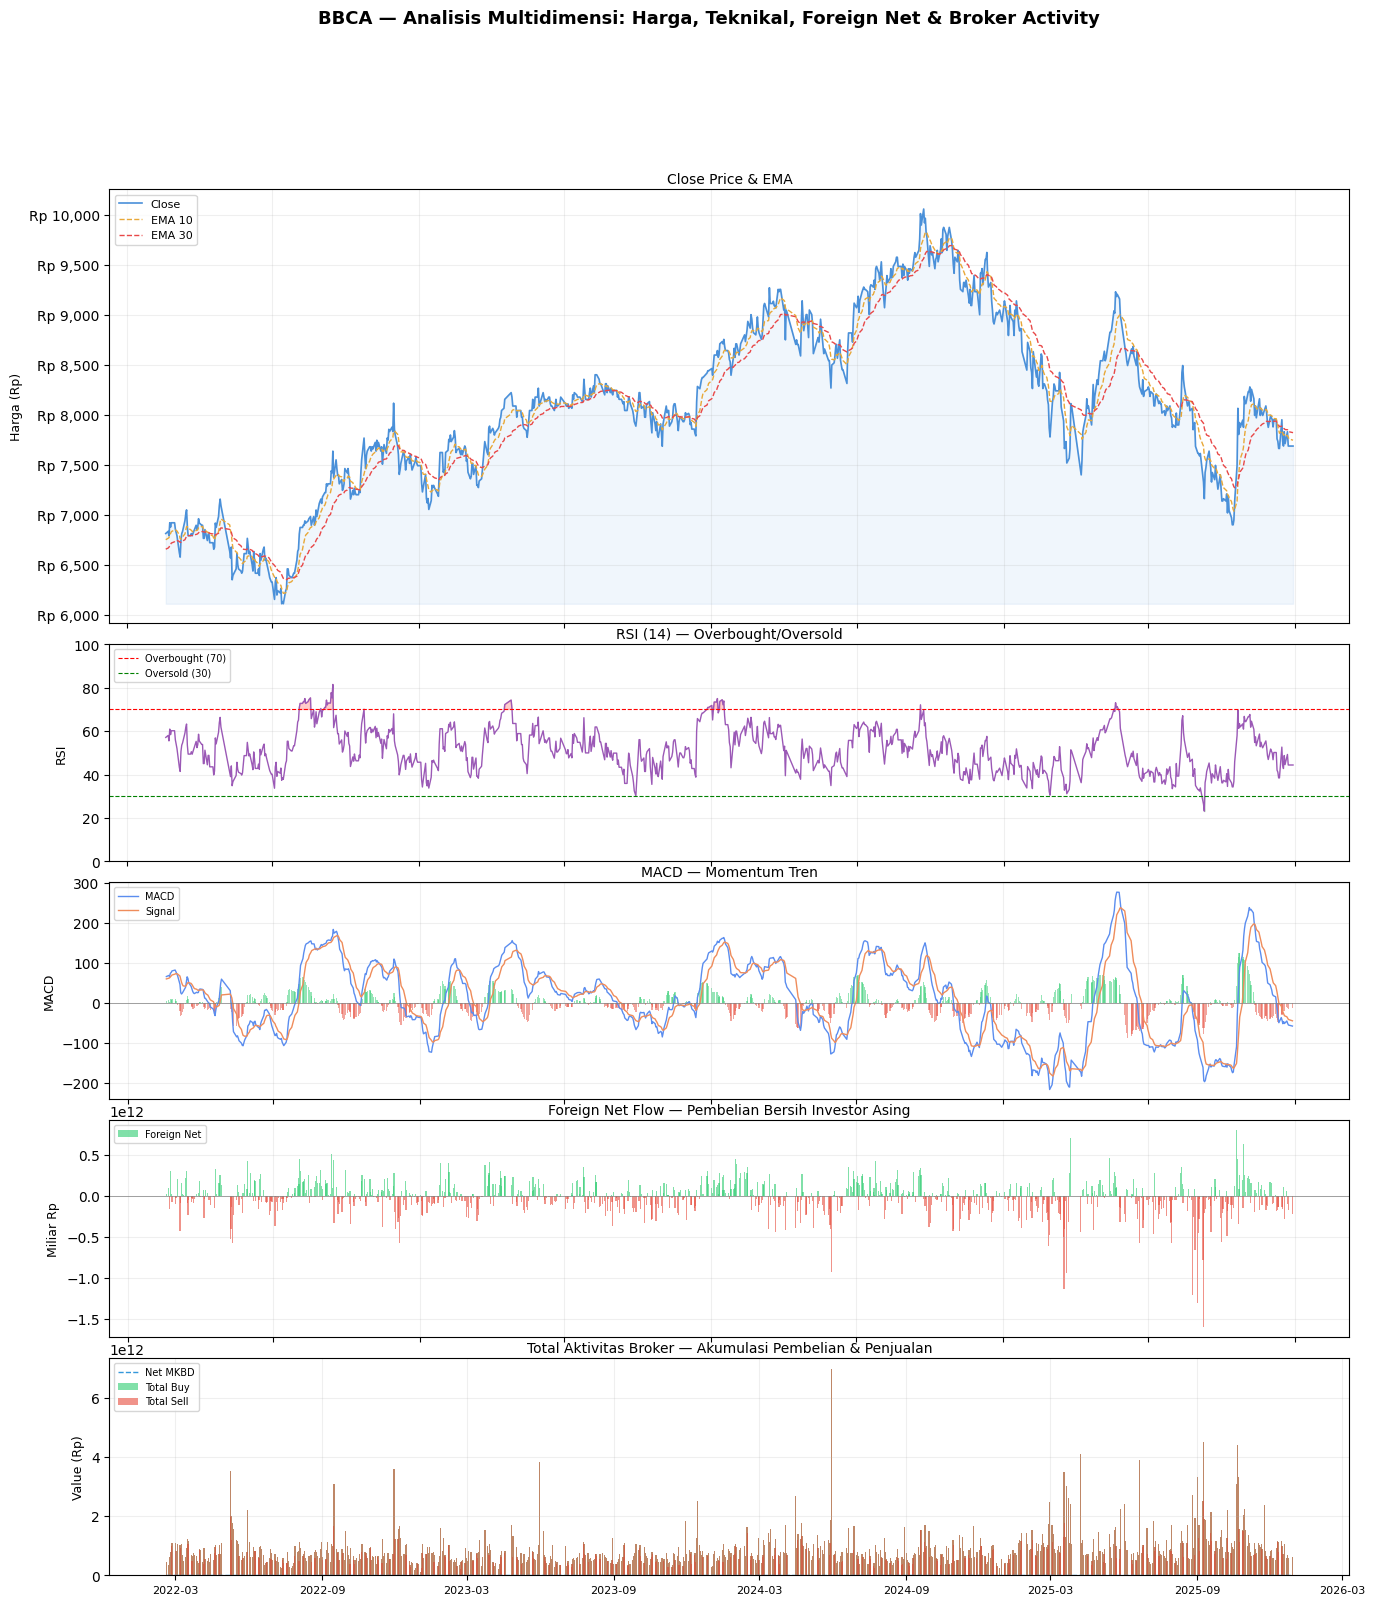 BBCA — Analisis Multidimensi: Harga, Teknikal, Foreign Net & Broker Activity
Close Price & EMA
Close
EMA 10
EMA 30
Rp 10,000
Rp 9,500
Rp 9,000
Rp 8,500
Rp 8,000
Rp 7,500
Rp 7,000
Rp 6,500
Rp 6,000
Harga (Rp)
RSI (14) — Overbought/Oversold
Overbought (70)
Oversold (30)
100
80
60
40
20
0
RSI
MACD — Momentum Tren
MACD
Signal
300
200
100
0
−100
−200
MACD
1e12
Foreign Net Flow — Pembelian Bersih Investor Asing
Foreign Net
0.5
0.0
−0.5
−1.0
−1.5
Miliar Rp
1e12
Total Aktivitas Broker — Akumulasi Pembelian & Penjualan
Net MKBD
Total Buy
Total Sell
6
4
2
0
Value (Rp)
2022-03
2022-09
2023-03
2023-09
2024-03
2024-09
2025-03
2025-09
2026-03